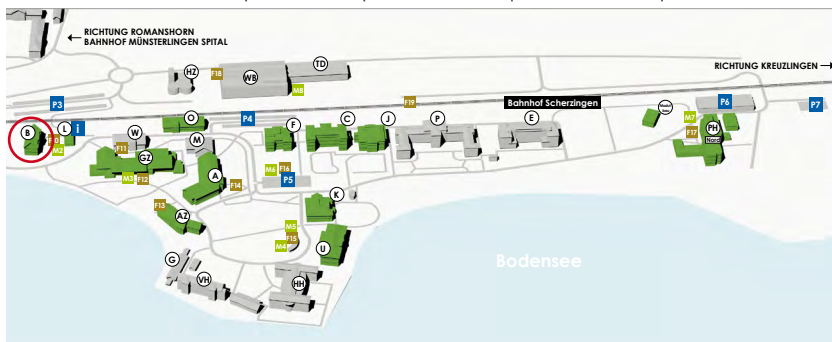 ← RICHTUNG ROMANSHORN
BAHNHOF MÜNSTERLINGEN SPITAL
RICHTUNG KREUZLINGEN →
HZ
F18
WB
TD
M8
P3
F19
Bahnhof Scherzingen
P6
P7
B
L
i
W
O
P4
F
C
J
P
E
M7
F17
PH
Nord
M2
F11
GZ
M
M3
F12
A
F14
M6
F16
P5
K
F13
AZ
M5
F15
M4
U
G
VH
HH
Bodensee